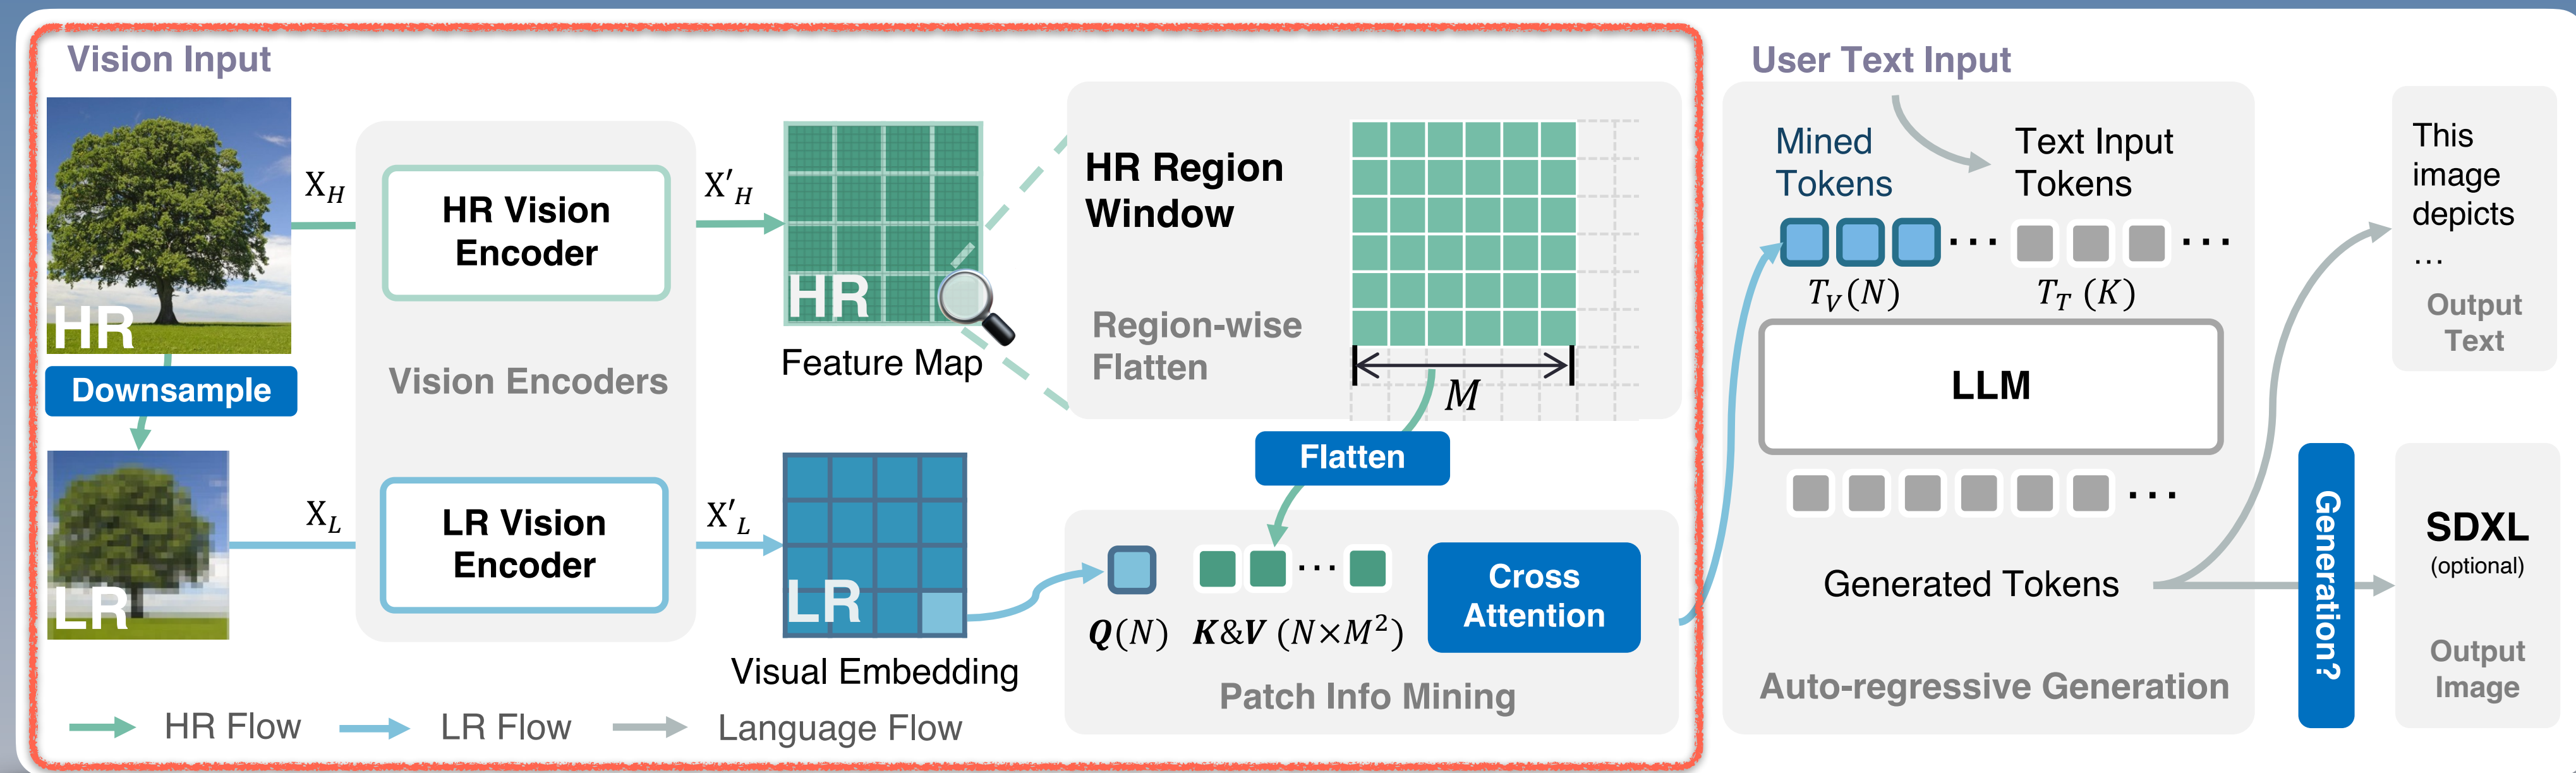 Vision Input
HR
X_H
Downsample
LR
X_L
HR Vision
Encoder
Vision Encoders
LR Vision
Encoder
X′_H
HR
Feature Map
X′_L
LR
Visual Embedding
HR Region
Window
Region-wise
Flatten
M
Flatten
Q(N)
K&V (N×M²)
Cross
Attention
Patch Info Mining
HR Flow
LR Flow
Language Flow
User Text Input
Mined
Tokens
Text Input
Tokens
...
...
T_V(N)
T_T (K)
LLM
...
Generated Tokens
Auto-regressive Generation
Generation?
This
image
depicts
...
Output
Text
SDXL
(optional)
Output
Image